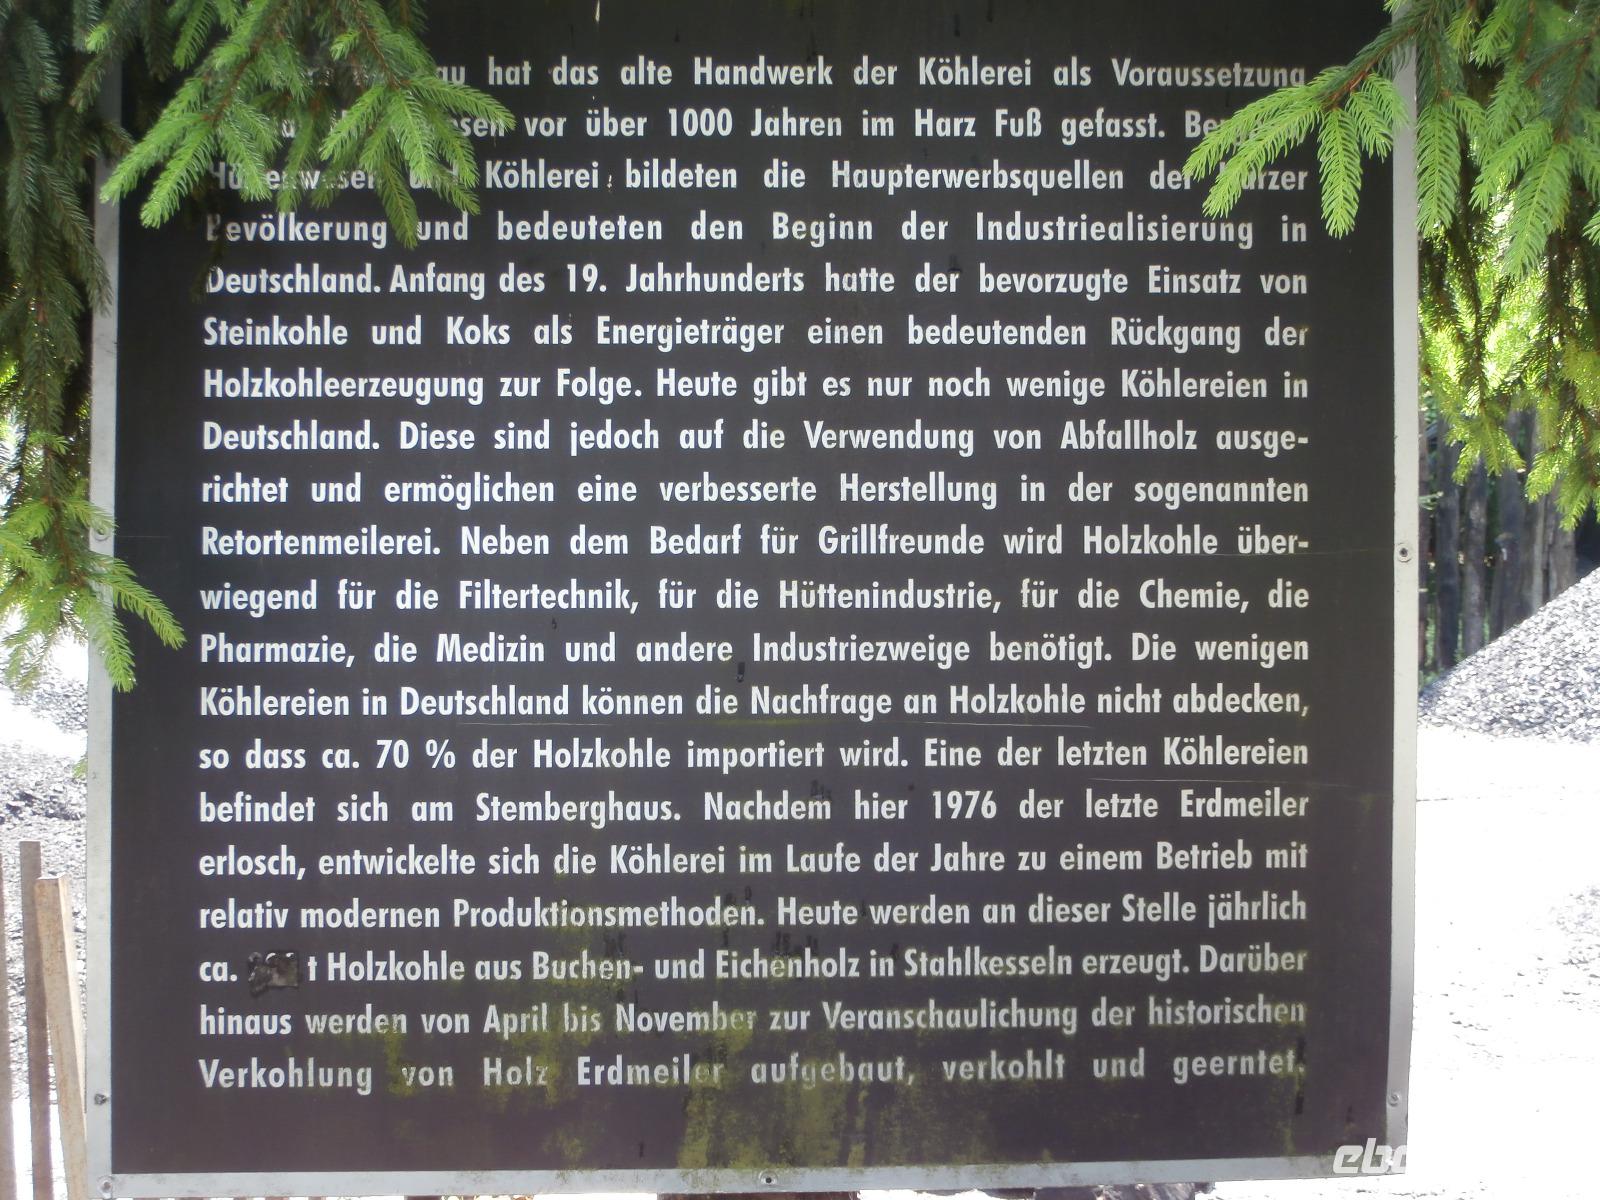 hat das alte Handwerk der Köhlerei als Voraussetzung
vor über 1000 Jahren im Harz Fuß gefasst.
Hüttenwesen und Köhlerei bildeten die Haupterwerbsquellen der Harzer
Bevölkerung und bedeuteten den Beginn der Industriealisierung in
Deutschland. Anfang des 19. Jahrhunderts hatte der bevorzugte Einsatz von
Steinkohle und Koks als Energieträger einen bedeutenden Rückgang der
Holzkohleerzeugung zur Folge. Heute gibt es nur noch wenige Köhlereien in
Deutschland. Diese sind jedoch auf die Verwendung von Abfallholz ausge-
richtet und ermöglichen eine verbesserte Herstellung in der sogenannten
Retortenmeilerei. Neben dem Bedarf für Grillfreunde wird Holzkohle über-
wiegend für die Filtertechnik, für die Hüttenindustrie, für die Chemie, die
Pharmazie, die Medizin und andere Industriezweige benötigt. Die wenigen
Köhlereien in Deutschland können die Nachfrage an Holzkohle nicht abdecken,
so dass ca. 70 % der Holzkohle importiert wird. Eine der letzten Köhlereien
befindet sich am Stemberghaus. Nachdem hier 1976 der letzte Erdmeiler
erlosch, entwickelte sich die Köhlerei im Laufe der Jahre zu einem Betrieb mit
relativ modernen Produktionsmethoden. Heute werden an dieser Stelle jährlich
ca. t Holzkohle aus Buchen- und Eichenholz in Stahlkesseln erzeugt. Darüber
hinaus werden von April bis November zur Veranschaulichung der historischen
Verkohlung von Holz Erdmeiler aufgebaut, verkohlt und geerntet.